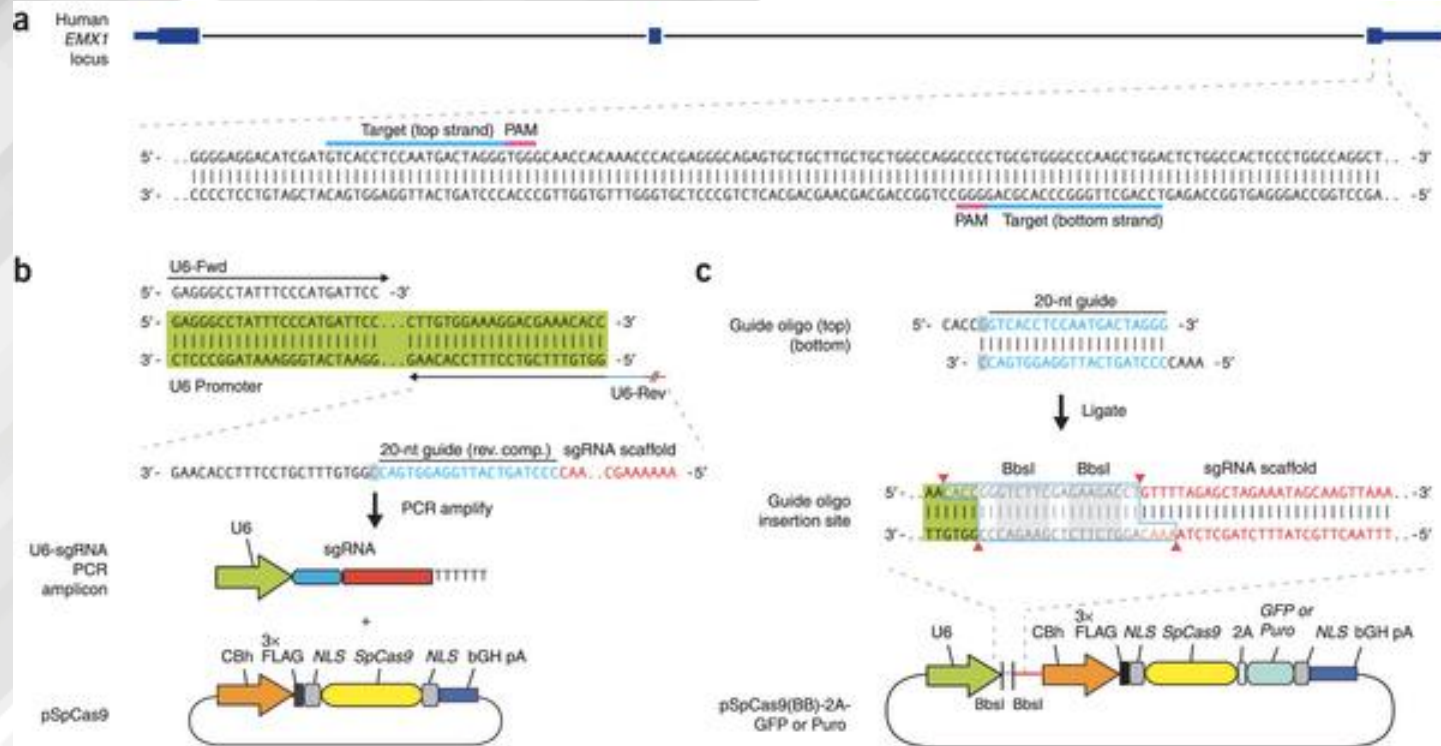 a
Human
EMX1
locus
Target (top strand) PAM
5'- ..GGGGAGGACATCGATGTCACCTCCAATGACTAGGGTGGGCAACCACAAACCCACGAGGGCAGAGTGCTGCTTGCTGCTGGCCAGGCCCCTGCGTGGGCCCAAGCTGGACTCTGGCCACTCCCTGGCCAGGCT.. -3'
3'- ..CCCCTCCTGTAGCTACAGTGGAGGTTACTGATCCCACCCGTTGGTGTTTGGGTGCTCCCGTCTCACGACGAACGACGACCGGTCCGGGGACGCACCCGGGTTCGACCTGAGACCGGTGAGGGACCGGTCCGA.. -5'
PAM Target (bottom strand)
b
U6-Fwd
5'- GAGGGCCTATTTCCCATGATTCC -3'
5'- GAGGGCCTATTTCCCATGATTCC...CTTGTGGAAAGGACGAAACACC -3'
3'- CTCCCGGATAAAGGGTACTAAGG...GAACACCTTTCCTGCTTTGTGG -5'
U6 Promoter
U6-Rev
20-nt guide (rev. comp.) sgRNA scaffold
3'- GAACACCTTTCCTGCTTTGTGGCCAGTGGAGGTTACTGATCCCCAA..CGAAAAAA -5'
PCR amplify
U6
sgRNA
U6-sgRNA
PCR
amplicon
TTTTTT
+
3×
CBh FLAG NLS SpCas9 NLS bGH pA
pSpCas9
c
20-nt guide
Guide oligo (top) 5'- CACCGGTCACCTCCAATGACTAGGG -3'
(bottom) 3'- CCAGTGGAGGTTACTGATCCCCAAA -5'
Ligate
BbsI BbsI sgRNA scaffold
Guide oligo
insertion site
5'-..AACACCGGGTCTTCGAGAAGACCTGTTTTAGAGCTAGAAATAGCAAGTTAAA..-3'
3'-..TTGTGGCCCAGAAGCTCTTCTGGACAAAATCTCGATCTTTATCGTTCAATTT..-5'
U6
3×
CBh FLAG NLS SpCas9 2A GFP or Puro NLS bGH pA
BbsI BbsI
pSpCas9(BB)-2A-
GFP or Puro